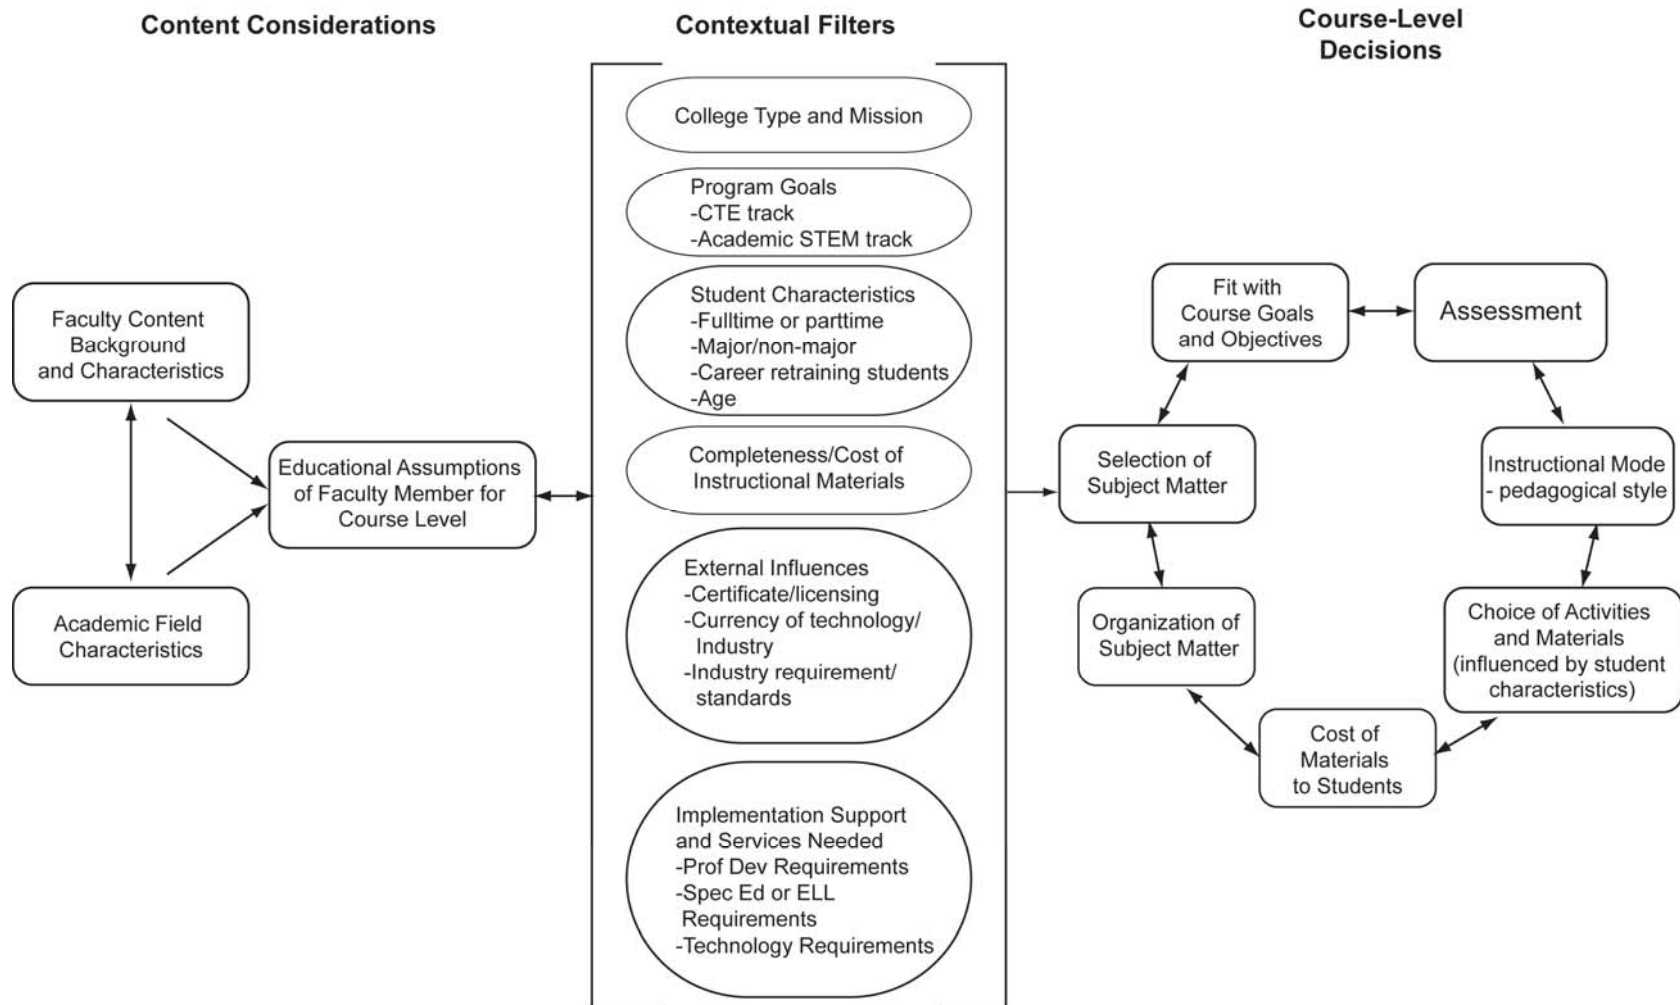 Content Considerations
Contextual Filters
Course-Level
Decisions
Faculty Content
Background
and Characteristics
Academic Field
Characteristics
Educational Assumptions
of Faculty Member for
Course Level
College Type and Mission
Program Goals
-CTE track
-Academic STEM track
Student Characteristics
-Fulltime or parttime
-Major/non-major
-Career retraining students
-Age
Completeness/Cost of
Instructional Materials
External Influences
-Certificate/licensing
-Currency of technology/
Industry
-Industry requirement/
standards
Implementation Support
and Services Needed
-Prof Dev Requirements
-Spec Ed or ELL
Requirements
-Technology Requirements
Fit with
Course Goals
and Objectives
Assessment
Selection of
Subject Matter
Instructional Mode
- pedagogical style
Organization of
Subject Matter
Choice of Activities
and Materials
(influenced by student
characteristics)
Cost of
Materials
to Students